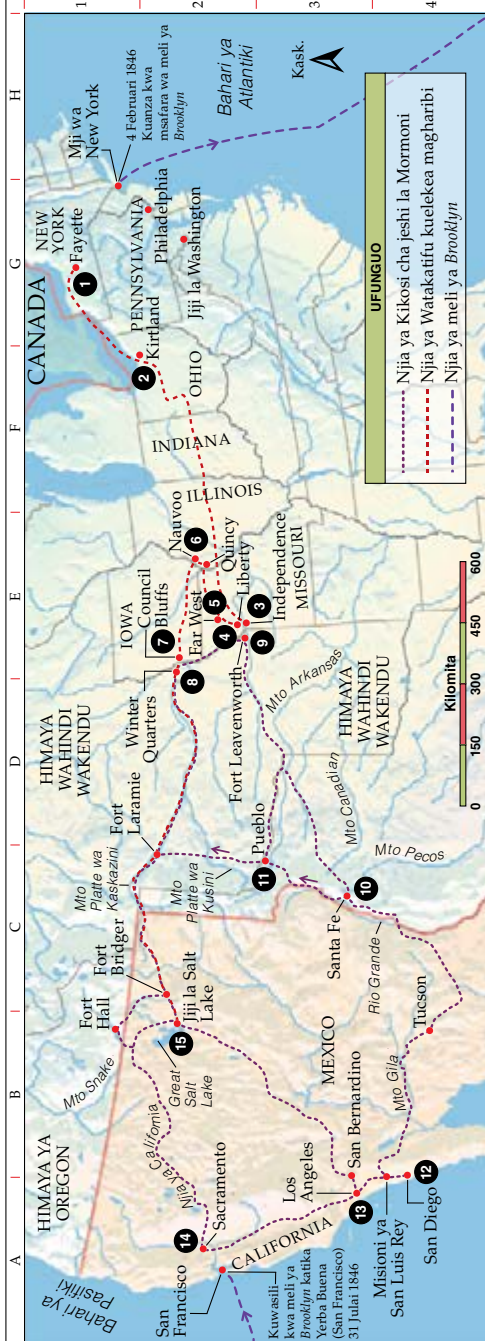 A
B
C
D
E
F
G
H
1
2
3
4
Bahari ya
Pasifiki
HIMAYA YA
OREGON
Mto Snake
Fort
Hall
Fort
Bridger
Mto
Platte wa
Kaskazini
Fort
Laramie
HIMAYA
WAHINDI
WAKENDU
Winter
Quarters
8
7
IOWA
Council
Bluffs
Nauvoo
6
Quincy
Far West
5
Liberty
4
3
Independence
MISSOURI
9
Fort Leavenworth
ILLINOIS
INDIANA
OHIO
2
Kirtland
CANADA
1
NEW
YORK
Fayette
PENNSYLVANIA
Philadelphia
Jiji la Washington
Mji wa
New York
4 Februari 1846
Kuanza kwa
msafara wa meli ya
Brooklyn
Bahari ya
Atlantiki
Kask.
Njia ya California
Great
Salt
Lake
15
Jiji la Salt
Lake
14
Sacramento
San
Francisco
Kuwasili
kwa meli ya
Brooklyn katika
Yerba Buena
(San Francisco)
31 Julai 1846
CALIFORNIA
Los
Angeles
13
San Bernardino
Misioni ya
San Luis Rey
San Diego
12
MEXICO
Mto Gila
Tucson
Rio Grande
Santa Fe
10
Mto
Platte wa
Kusini
11
Pueblo
Mto Pecos
Mto Canadian
Mto Arkansas
HIMAYA
WAHINDI
WAKENDU
Kilomita
0 150 300 450 600
UFUNGUO
Njia ya Kikosi cha jeshi la Mormoni
Njia ya Watakatifu kuelekea magharibi
Njia ya meli ya Brooklyn